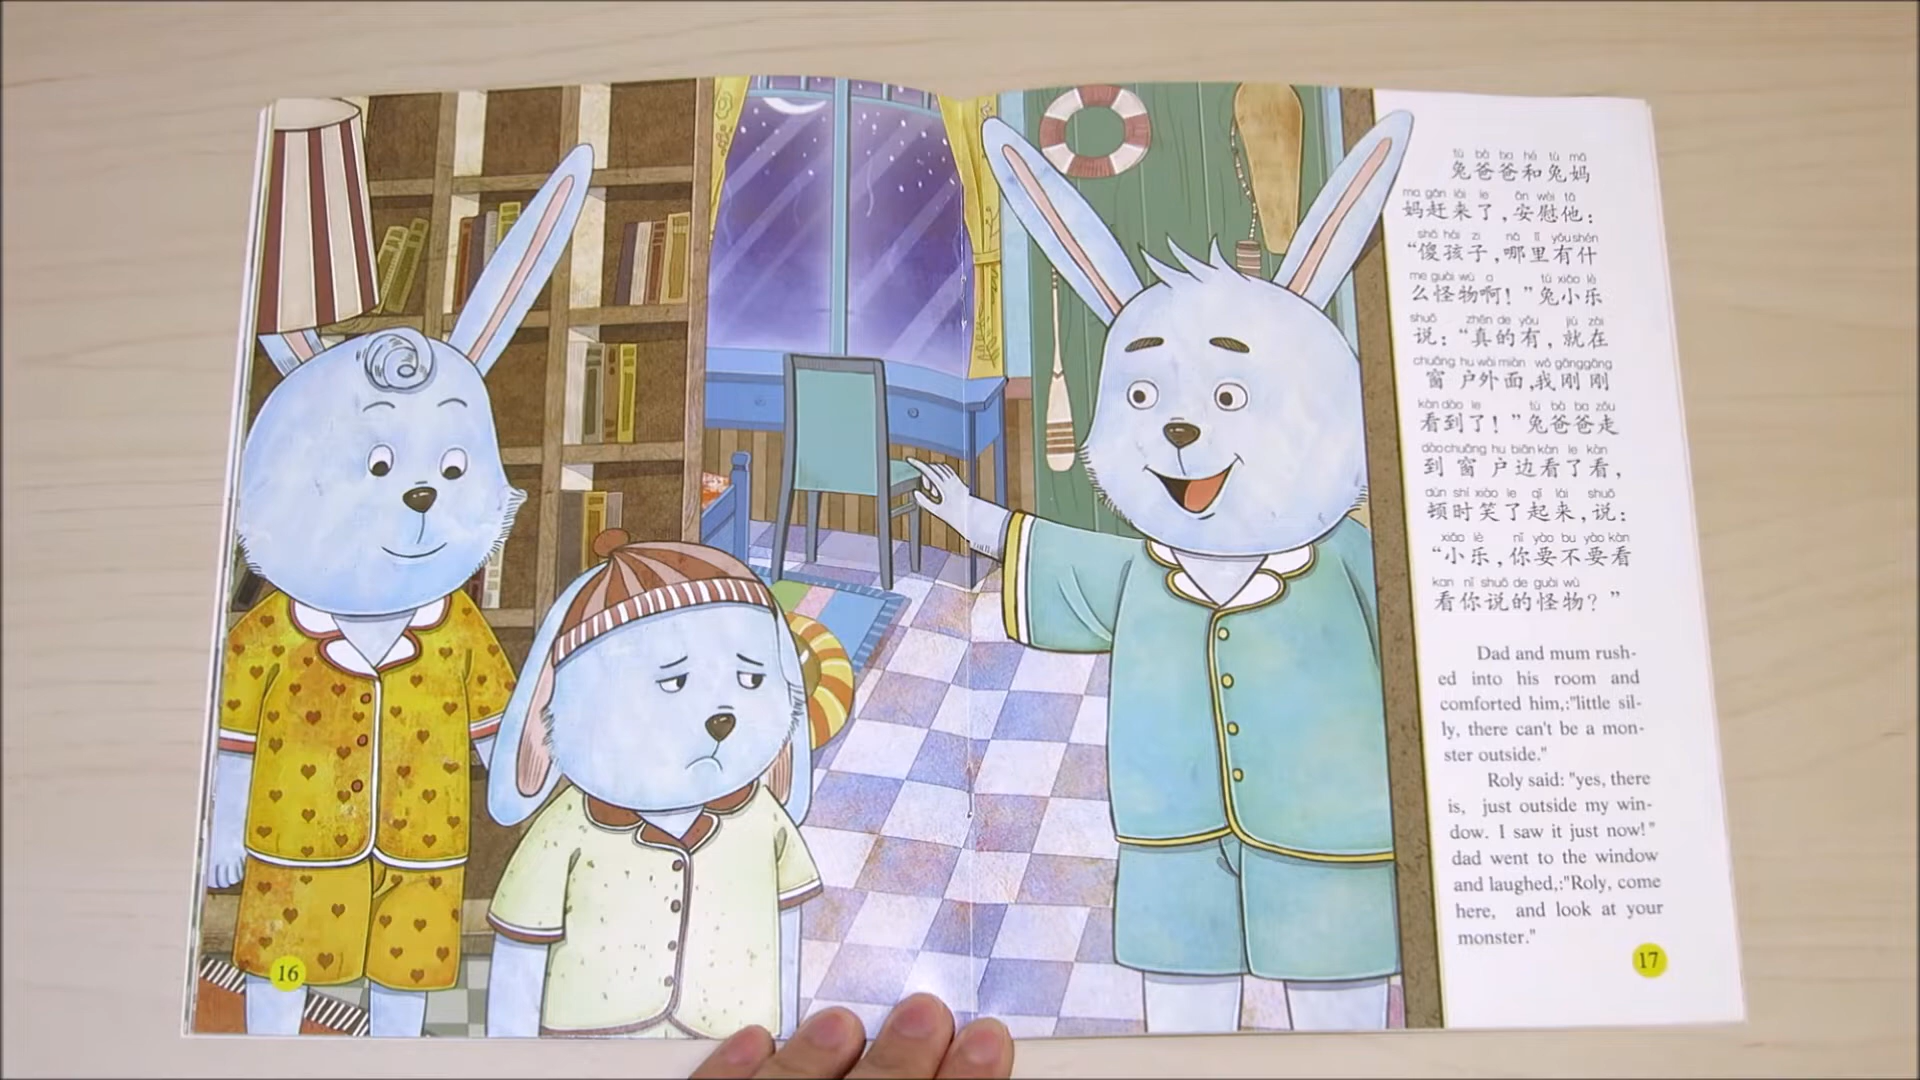 tù bà ba hé tù mā
兔爸爸和兔妈
ma gǎn lái le ān wèi tā
妈赶来了，安慰他：
shǎ hái zi nǎ lǐ yǒu shén
“傻孩子，哪里有什
me guài wù a tù xiǎo lè
么怪物啊！”兔小乐
shuō zhēn de yǒu jiù zài
说：“真的有，就在
chuāng hu wài miàn wǒ gānggāng
窗户外面，我刚刚
kàn dào le tù bà ba zǒu
看到了！”兔爸爸走
dào chuāng hu biān kàn le kàn
到窗户边看了看，
dùn shí xiào le qǐ lái shuō
顿时笑了起来，说：
xiǎo lè nǐ yào bu yào kàn
“小乐，你要不要看
kan nǐ shuō de guài wù
看你说的怪物？”
Dad and mum rush-
ed into his room and
comforted him,:"little sil-
ly, there can't be a mon-
ster outside."
Roly said: "yes, there
is, just outside my win-
dow. I saw it just now!"
dad went to the window
and laughed,:"Roly, come
here, and look at your
monster."
16
17